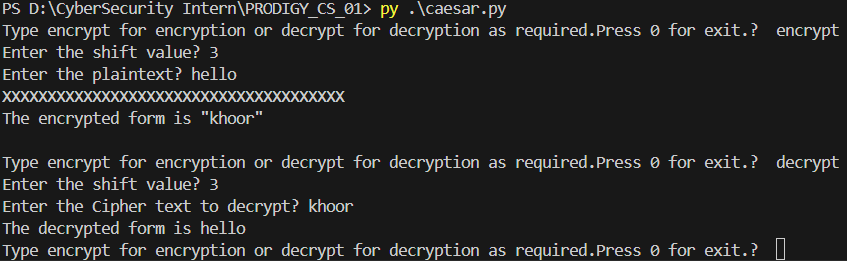 PS D:\CyberSecurity Intern\PRODIGY_CS_01> py .\caesar.py
Type encrypt for encryption or decrypt for decryption as required.Press 0 for exit.?  encrypt
Enter the shift value? 3
Enter the plaintext? hello
XXXXXXXXXXXXXXXXXXXXXXXXXXXXXXXXXXXXXX
The encrypted form is "khoor"

Type encrypt for encryption or decrypt for decryption as required.Press 0 for exit.?  decrypt
Enter the shift value? 3
Enter the Cipher text to decrypt? khoor
The decrypted form is hello
Type encrypt for encryption or decrypt for decryption as required.Press 0 for exit.?